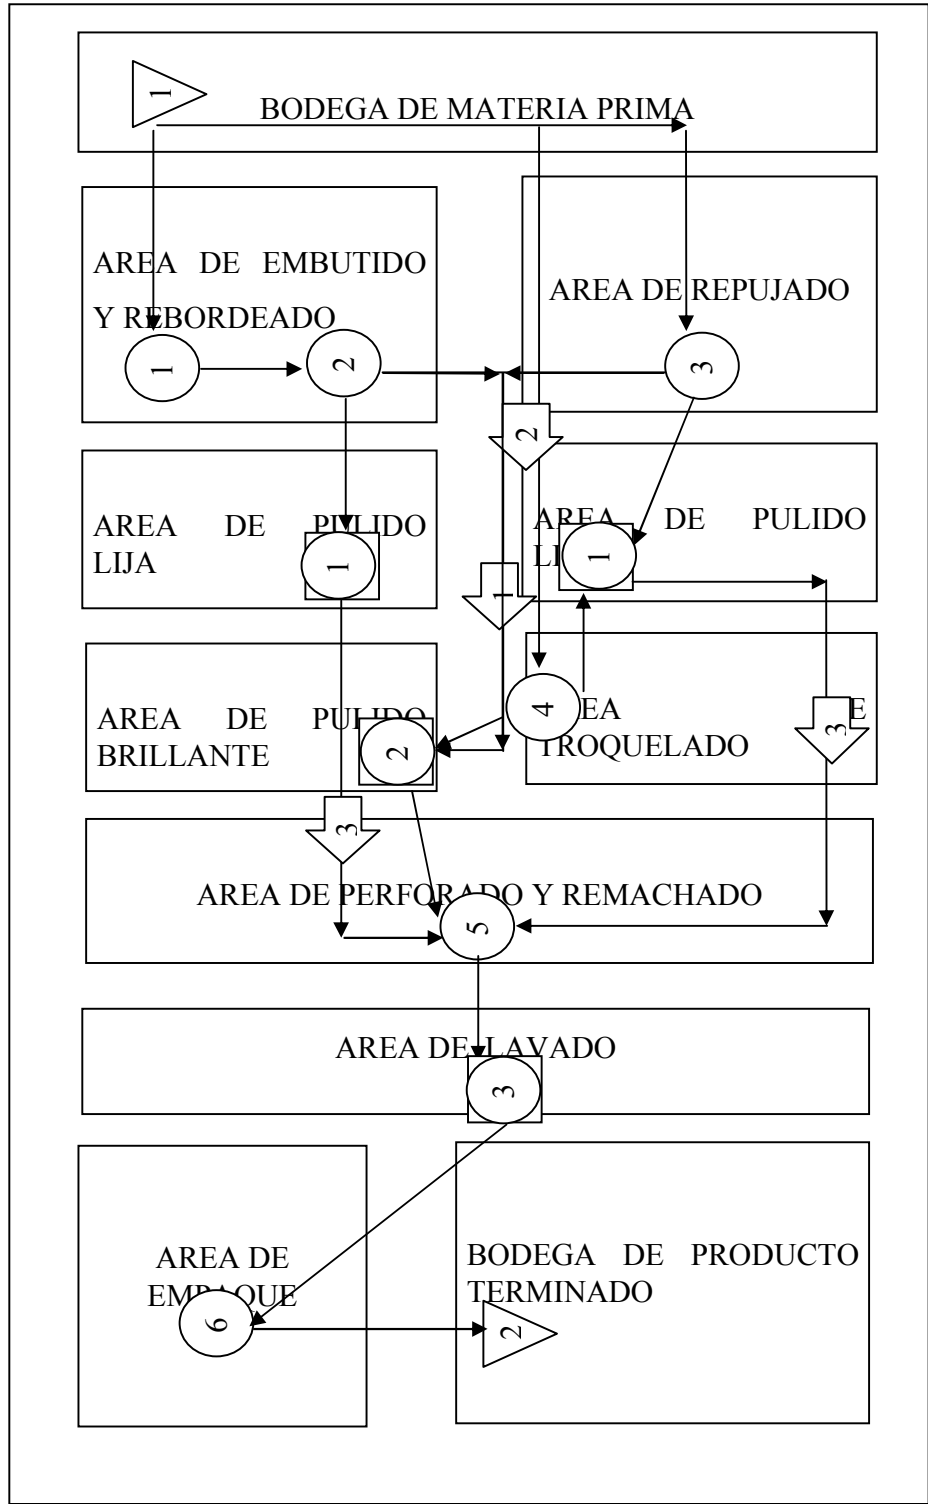 1
BODEGA DE MATERIA PRIMA
AREA DE EMBUTIDO
Y REBORDEADO
1
2
AREA DE REPUJADO
3
2
AREA DE PULIDO
LIJA
1
AREA DE PULIDO
1
1
AREA DE PULIDO
BRILLANTE
2
4
TROQUELADO
3
3
AREA DE PERFORADO Y REMACHADO
5
AREA DE LAVADO
3
AREA DE
EMPAQUE
6
BODEGA DE PRODUCTO
TERMINADO
2